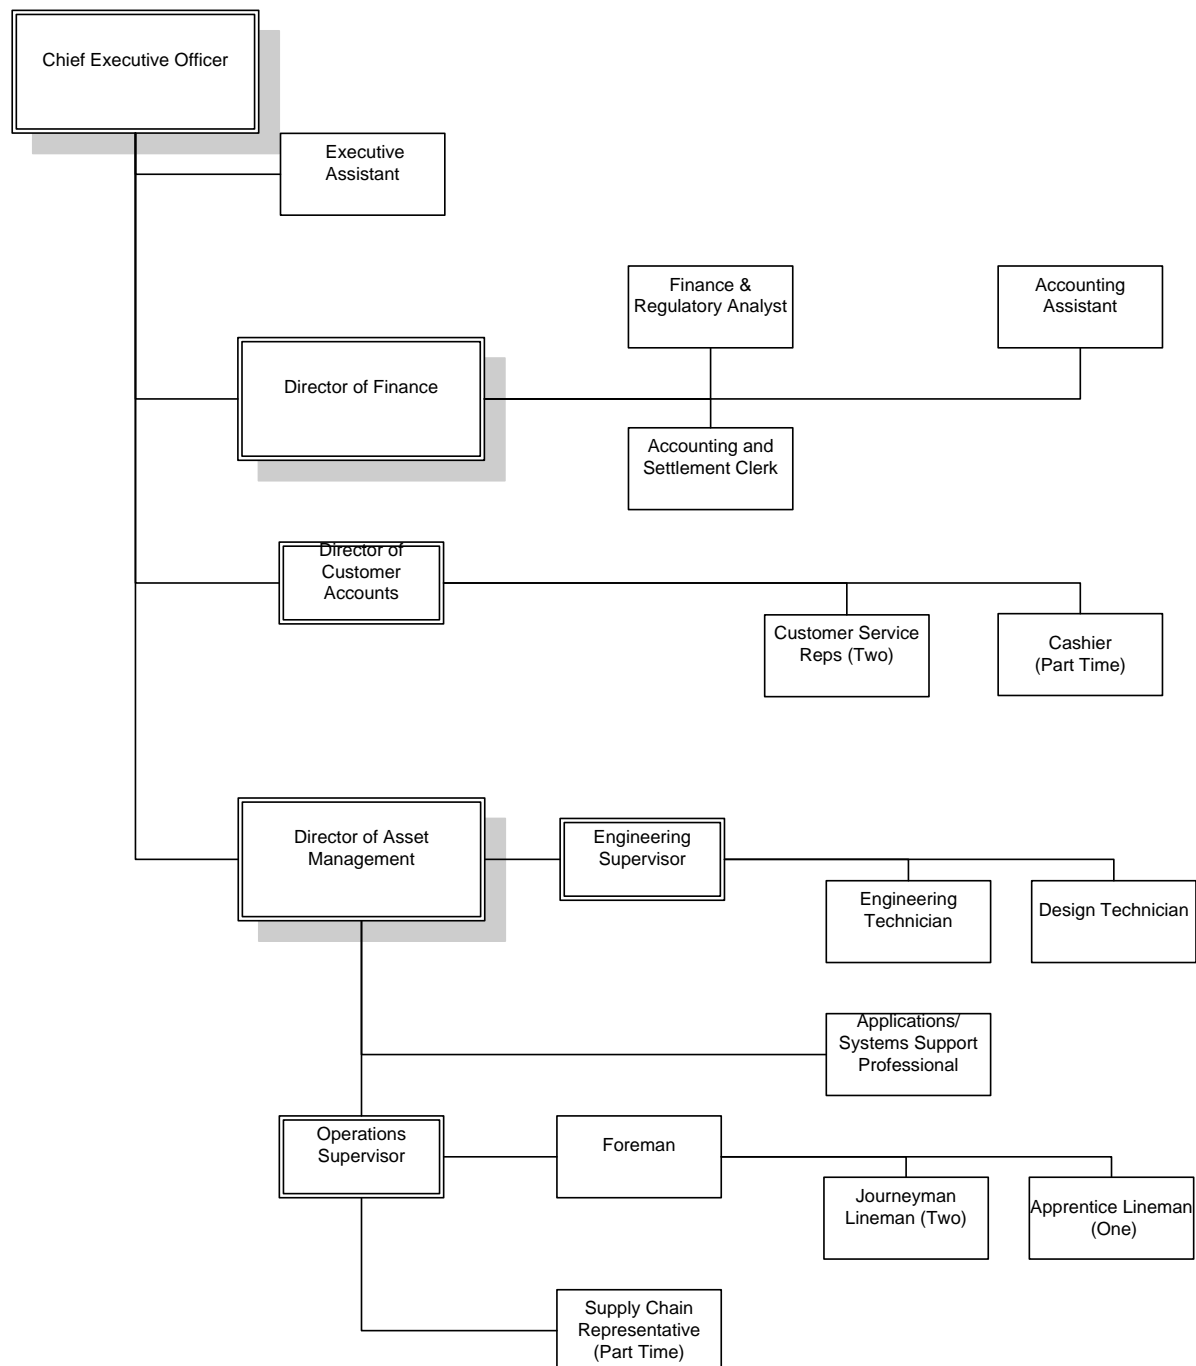 Chief Executive Officer
Executive
Assistant
Finance &
Regulatory Analyst
Accounting
Assistant
Director of Finance
Accounting and
Settlement Clerk
Director of
Customer
Accounts
Customer Service
Reps (Two)
Cashier
(Part Time)
Director of Asset
Management
Engineering
Supervisor
Engineering
Technician
Design Technician
Applications/
Systems Support
Professional
Operations
Supervisor
Foreman
Journeyman
Lineman (Two)
Apprentice Lineman
(One)
Supply Chain
Representative
(Part Time)